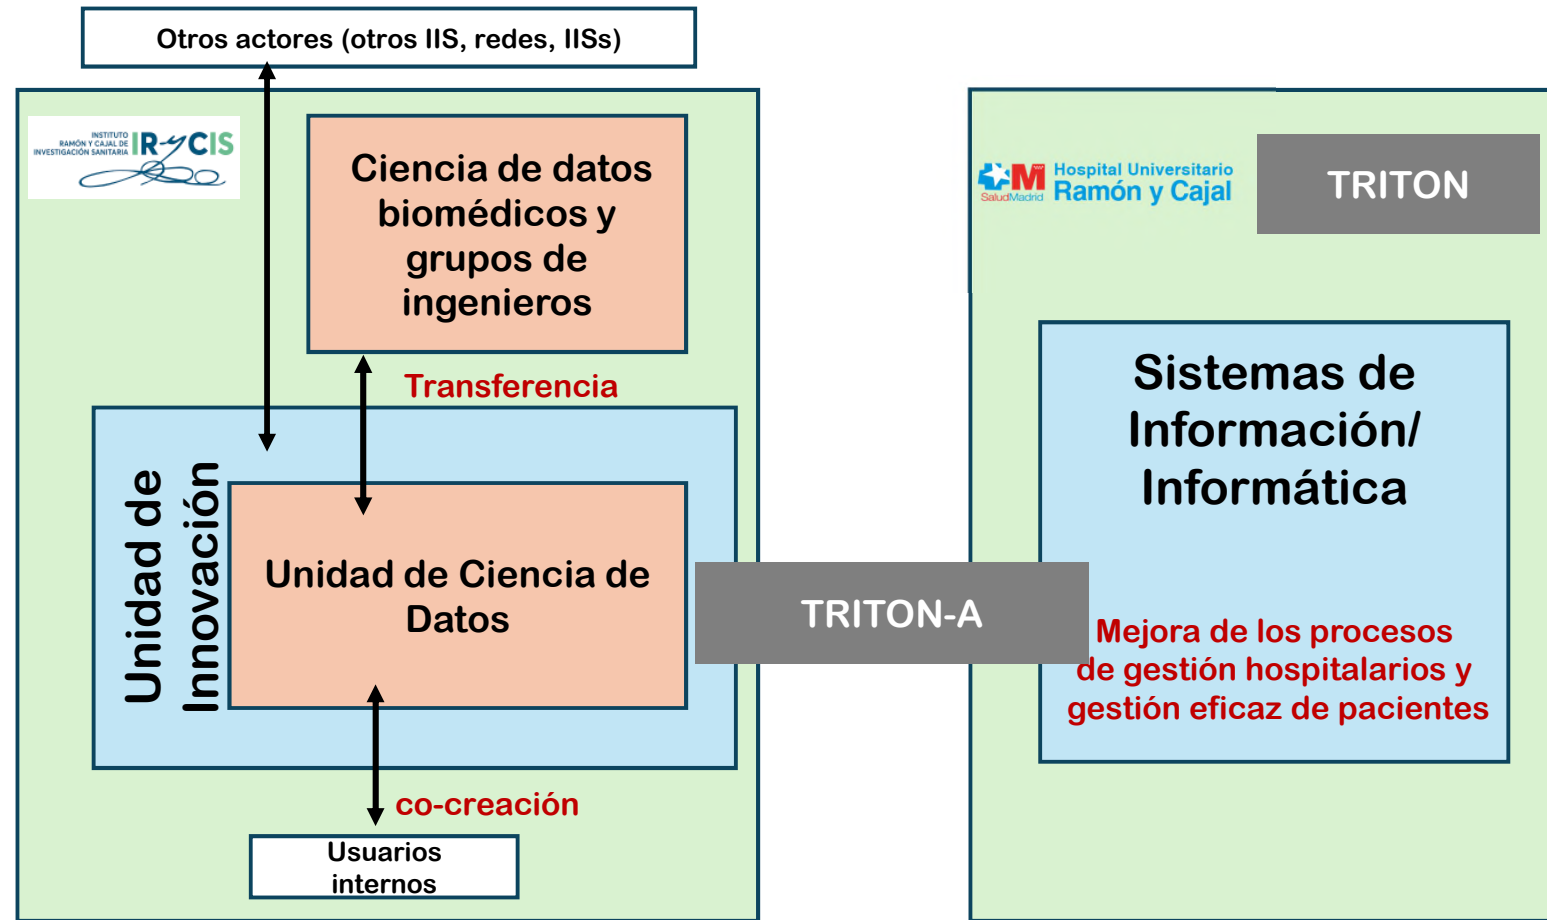 Otros actores (otros IIS, redes, IISs)
INSTITUTO
RAMÓN Y CAJAL DE
INVESTIGACIÓN SANITARIA
IRyCIS
Ciencia de datos
biomédicos y
grupos de
ingenieros
Transferencia
Unidad de
Innovación
Unidad de Ciencia de
Datos
co-creación
Usuarios
internos
TRITON-A
SaludMadrid
Hospital Universitario
Ramón y Cajal
TRITON
Sistemas de
Información/
Informática
Mejora de los procesos
de gestión hospitalarios y
gestión eficaz de pacientes